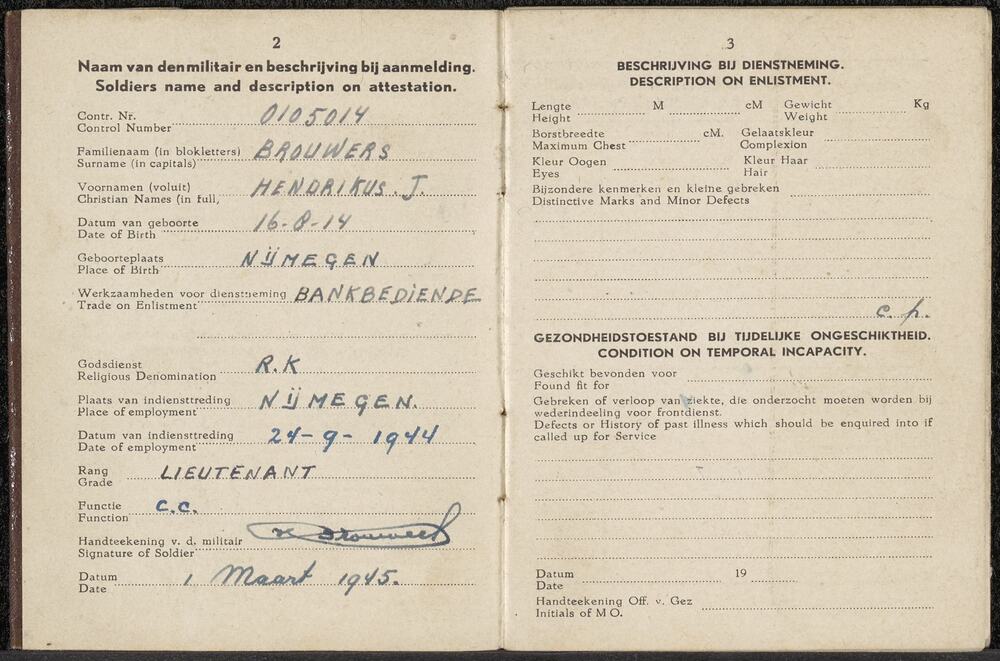 2
Naam van den militair en beschrijving bij aanmelding.
Soldiers name and description on attestation.
Contr. Nr. 0105014
Control Number
Familienaam (in blokletters) BROUWERS
Surname (in capitals)
Voornamen (voluit) HENDRIKUS. J.
Christian Names (in full,
Datum van geboorte 16-8-14
Date of Birth
Geboorteplaats NIJMEGEN
Place of Birth
Werkzaamheden voor dienstneming BANKBEDIENDE
Trade on Enlistment
Godsdienst R.K
Religious Denomination
Plaats van indiensttreding NIJMEGEN.
Place of employment
Datum van indiensttreding 24-9-1944
Date of employment
Rang LIEUTENANT
Grade
Functie C.C.
Function
Handteekening v. d. militair H Brouwers
Signature of Soldier
Datum 1 Maart 1945.
Date
3
BESCHRIJVING BIJ DIENSTNEMING.
DESCRIPTION ON ENLISTMENT.
Lengte M cM Gewicht Kg
Height Weight
Borstbreedte cM. Gelaatskleur
Maximum Chest Complexion
Kleur Oogen Kleur Haar
Eyes Hair
Bijzondere kenmerken en kleine gebreken
Distinctive Marks and Minor Defects
c. p.
GEZONDHEIDSTOESTAND BIJ TIJDELIJKE ONGESCHIKTHEID.
CONDITION ON TEMPORAL INCAPACITY.
Geschikt bevonden voor
Found fit for
Gebreken of verloop van ziekte, die onderzocht moeten worden bij
wederindeeling voor frontdienst.
Defects or History of past illness which should be enquired into if
called up for Service
Datum 19
Date
Handteekening Off. v. Gez
Initials of M O.